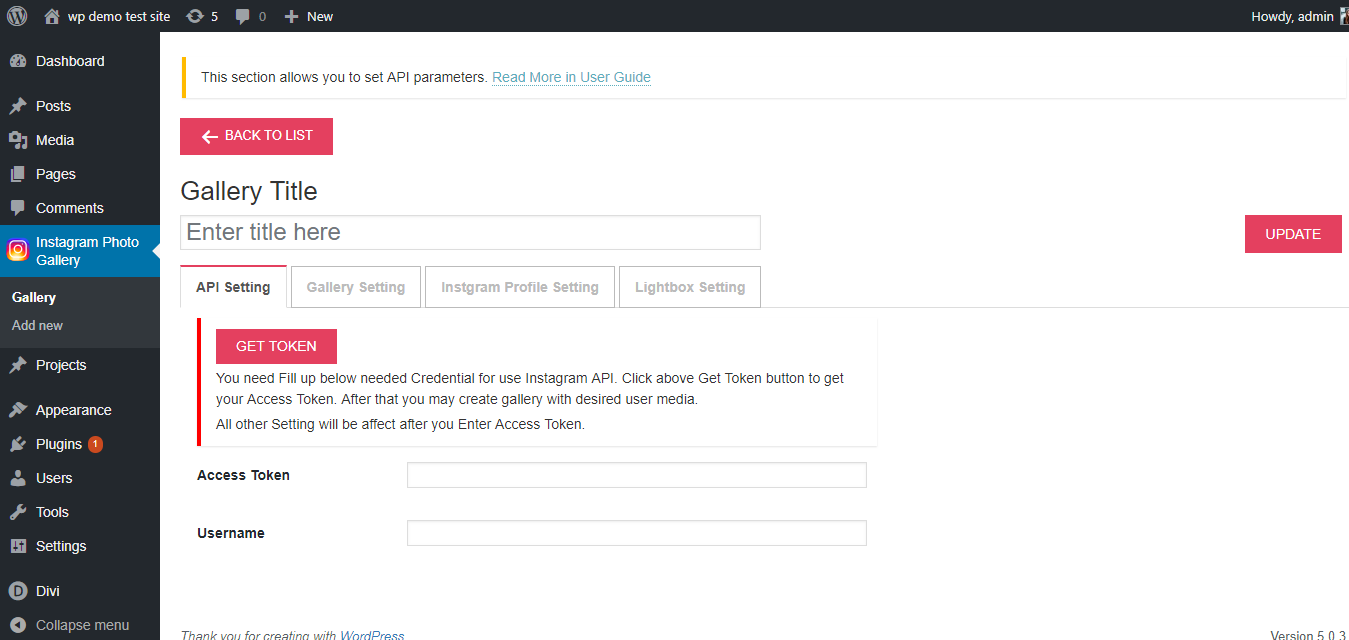 wp demo test site 5 0 New Howdy, admin
Dashboard
Posts
Media
Pages
Comments
Instagram Photo
Gallery
Gallery
Add new
Projects
Appearance
Plugins 1
Users
Tools
Settings
Divi
Collapse menu
This section allows you to set API parameters. Read More in User Guide
BACK TO LIST
Gallery Title
Enter title here
UPDATE
API Setting Gallery Setting Instgram Profile Setting Lightbox Setting
GET TOKEN
You need Fill up below needed Credential for use Instagram API. Click above Get Token button to get
your Access Token. After that you may create gallery with desired user media.
All other Setting will be affect after you Enter Access Token.
Access Token
Username
Thank you for creating with WordPress Version 5.0.3